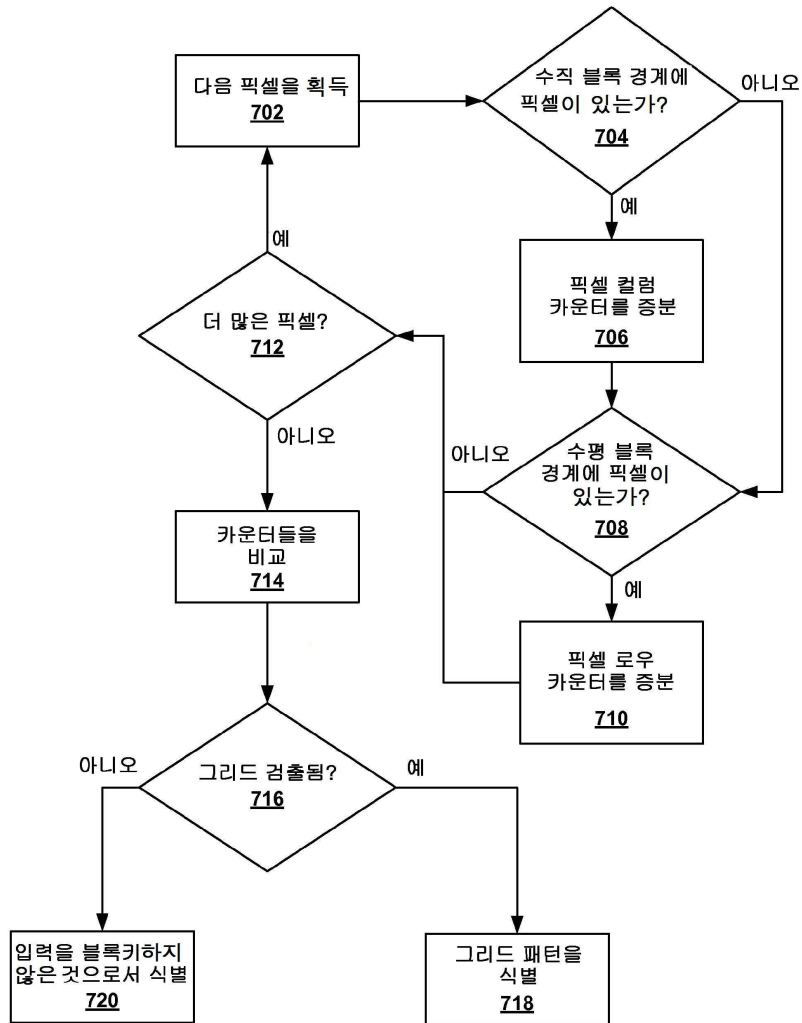 다음 픽셀을 획득
702
수직 블록 경계에
픽셀이 있는가?
704
아니오
예
픽셀 컬럼
카운터를 증분
706
예
더 많은 픽셀?
712
아니오
수평 블록
경계에 픽셀이
있는가?
708
아니오
예
카운터들을
비교
714
픽셀 로우
카운터를 증분
710
아니오
그리드 검출됨?
716
예
입력을 블록키하지
않은 것으로서 식별
720
그리드 패턴을
식별
718